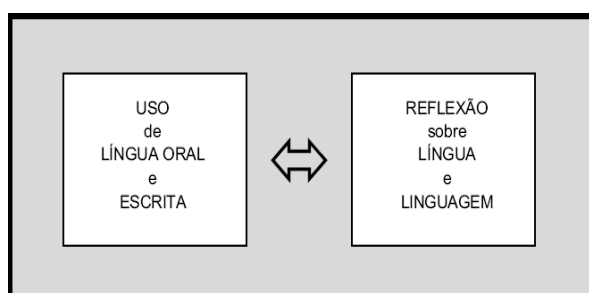 USO
de
LÍNGUA ORAL
e
ESCRITA
REFLEXÃO
sobre
LÍNGUA
e
LINGUAGEM